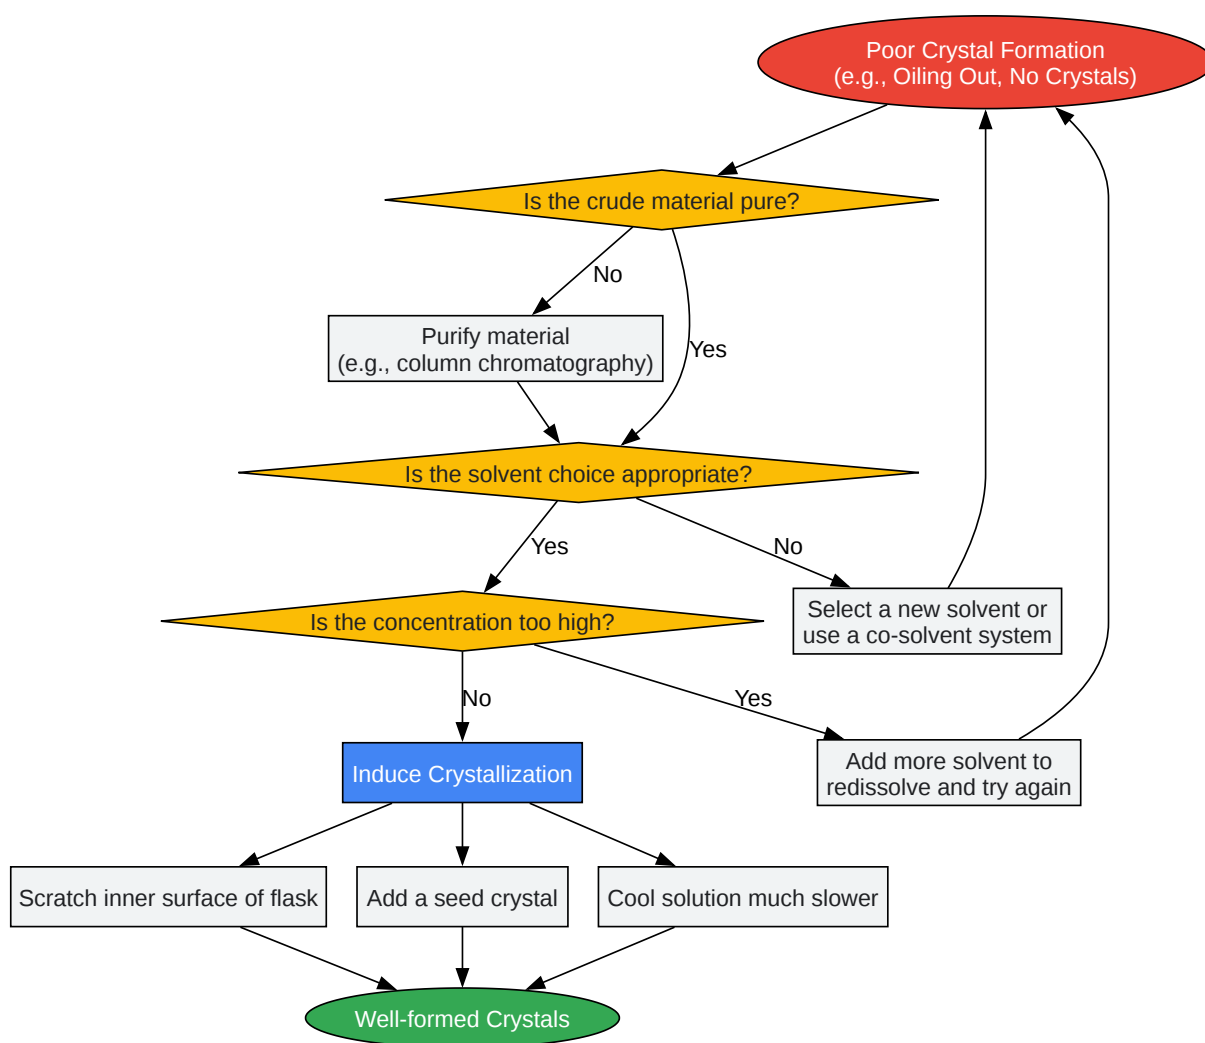 Poor Crystal Formation
(e.g., Oiling Out, No Crystals)
Is the crude material pure?
No
Purify material
(e.g., column chromatography)
Yes
Is the solvent choice appropriate?
Yes
No
Select a new solvent or
use a co-solvent system
Is the concentration too high?
No
Yes
Add more solvent to
redissolve and try again
Induce Crystallization
Scratch inner surface of flask
Add a seed crystal
Cool solution much slower
Well-formed Crystals